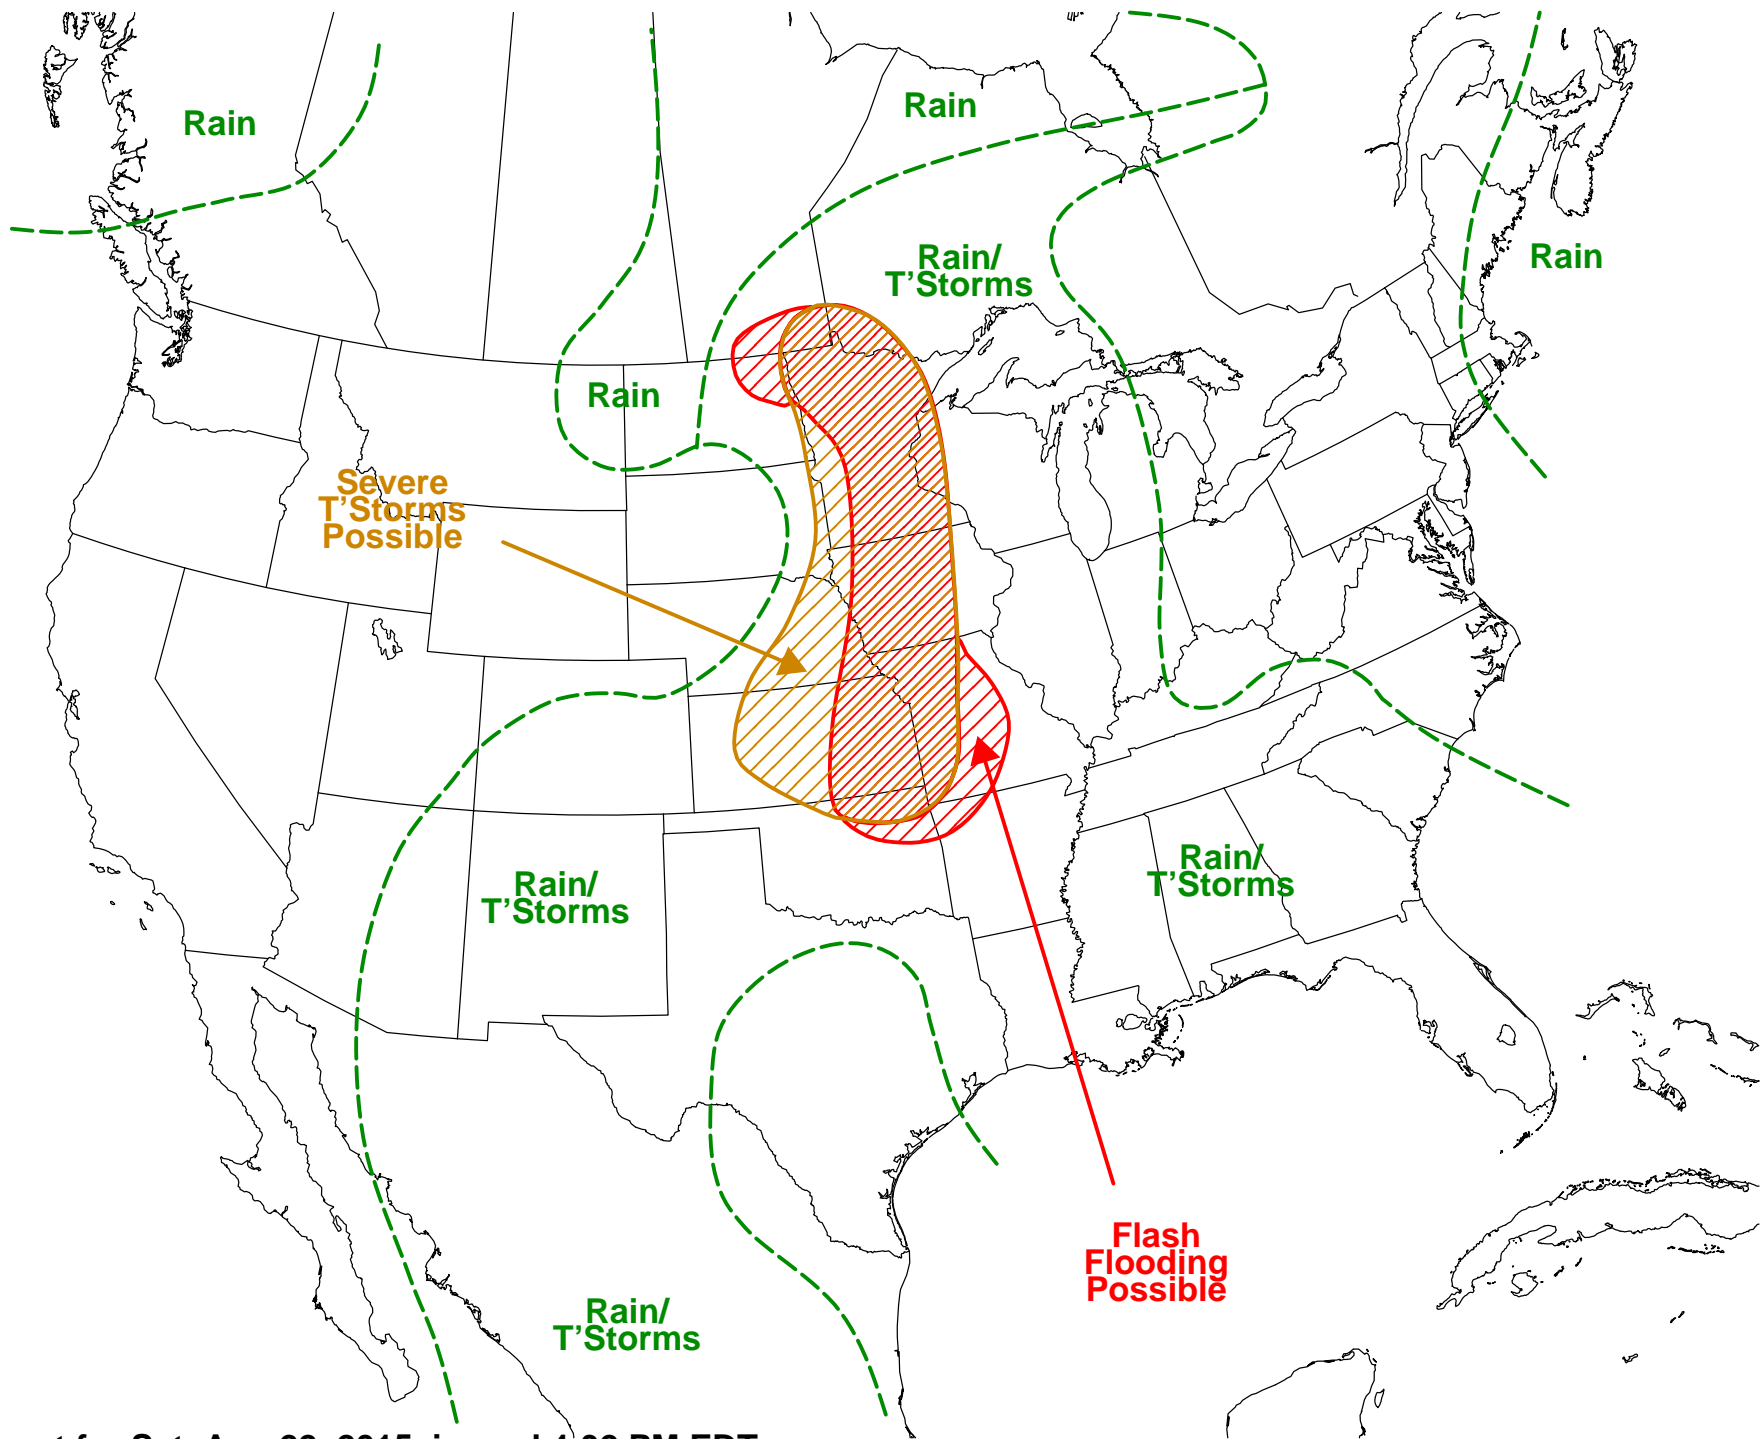 Rain
Rain
Rain/
T’Storms
Rain
Rain
Severe
T’Storms
Possible
Rain/
T’Storms
Rain/
T’Storms
Flash
Flooding
Possible
Rain/
T’Storms